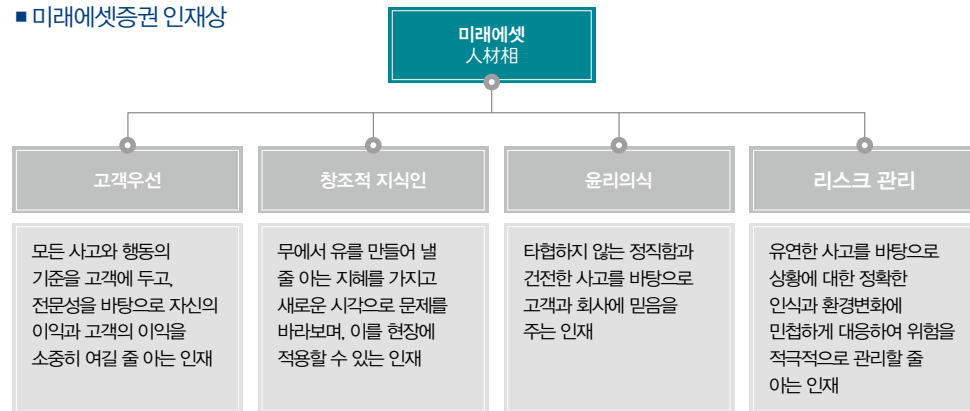 ■ 미래에셋증권 인재상
미래에셋
人材相
고객우선
창조적 지식인
윤리의식
리스크 관리
모든 사고와 행동의
기준을 고객에 두고,
전문성을 바탕으로 자신의
이익과 고객의 이익을
소중히 여길 줄 아는 인재
무에서 유를 만들어 낼
줄 아는 지혜를 가지고
새로운 시각으로 문제를
바라보며, 이를 현장에
적용할 수 있는 인재
타협하지 않는 정직함과
건전한 사고를 바탕으로
고객과 회사에 믿음을
주는 인재
유연한 사고를 바탕으로
상황에 대한 정확한
인식과 환경변화에
민첩하게 대응하여 위험을
적극적으로 관리할 줄
아는 인재